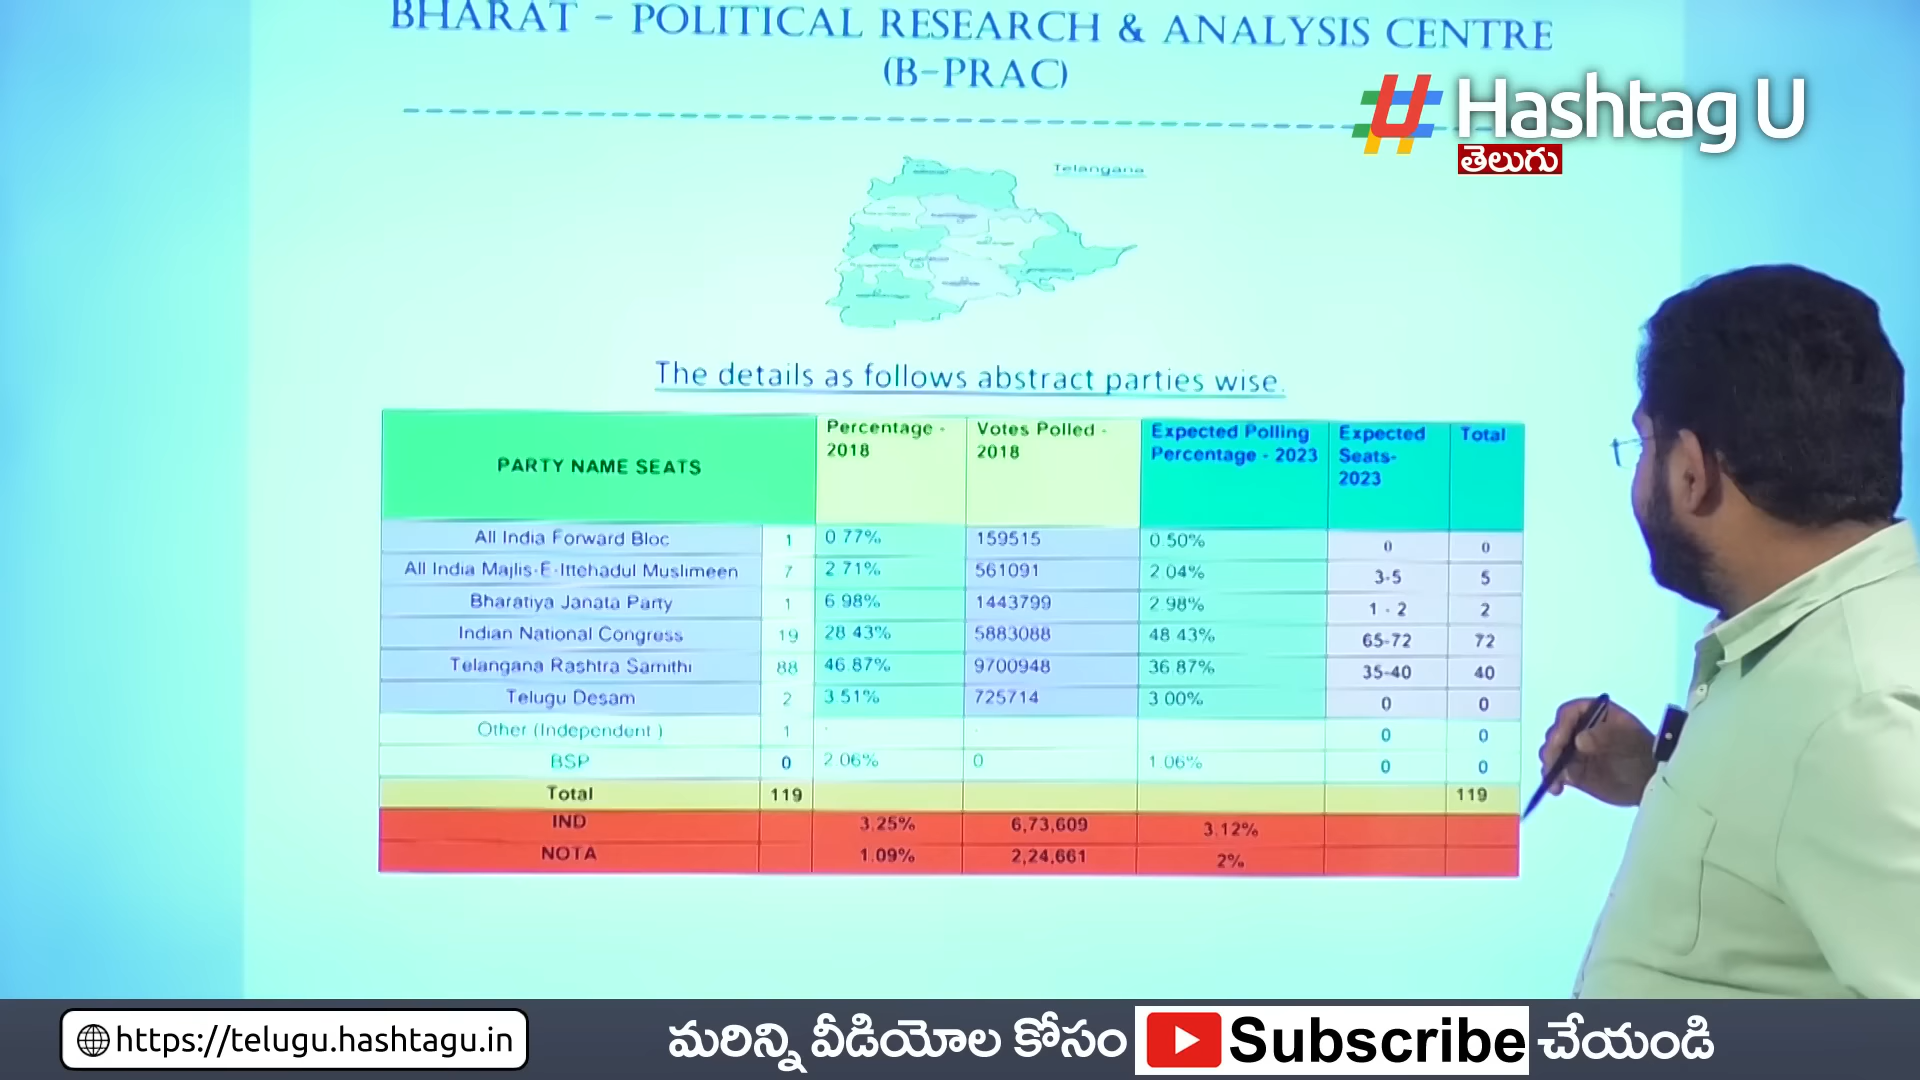 BHARAT - POLITICAL RESEARCH & ANALYSIS CENTRE
(B-PRAC)
Hashtag U
తెలుగు
Telangana
The details as follows abstract parties wise.
PARTY NAME SEATS Percentage - 2018 Votes Polled - 2018 Expected Polling Percentage - 2023 Expected Seats- 2023 Total
All India Forward Bloc 1 0.77% 159515 0.50% 0 0
All India Majlis-E-Ittehadul Muslimeen 7 2.71% 561091 2.04% 3-5 5
Bharatiya Janata Party 1 6.98% 1443799 2.98% 1 - 2 2
Indian National Congress 19 28.43% 5883088 48.43% 65-72 72
Telangana Rashtra Samithi 88 46.87% 9700948 36.87% 35-40 40
Telugu Desam 2 3.51% 725714 3.00% 0 0
Other (Independent ) 1 - - 0 0
BSP 0 2.06% 0 1.06% 0 0
Total 119 119
IND 3.25% 6,73,609 3.12%
NOTA 1.09% 2,24,661 2%
https://telugu.hashtagu.in
మరిన్ని వీడియోల కోసం Subscribe చేయండి